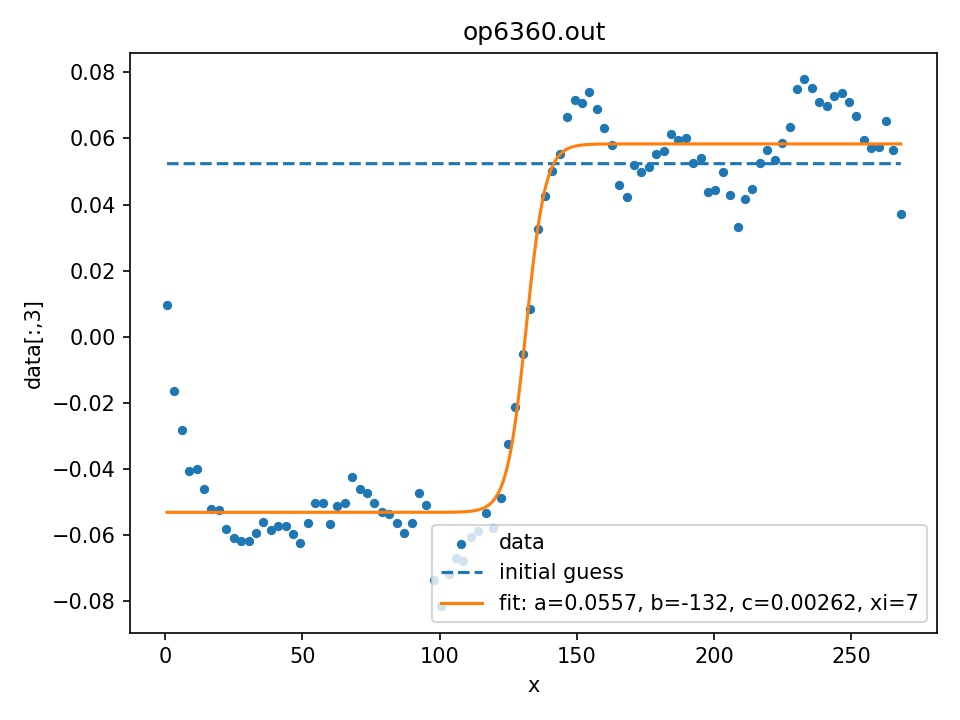 op6360.out
0.08
0.06
0.04
0.02
0.00
−0.02
−0.04
−0.06
−0.08
data[:,3]
data
initial guess
fit: a=0.0557, b=-132, c=0.00262, xi=7
0 50 100 150 200 250
x